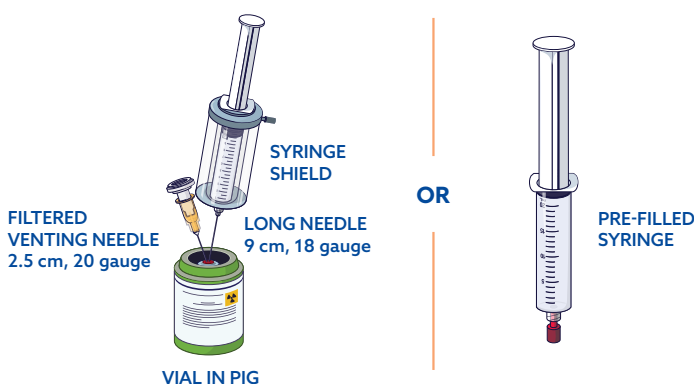 SYRINGE
SHIELD
FILTERED
VENTING NEEDLE
2.5 cm, 20 gauge
LONG NEEDLE
9 cm, 18 gauge
VIAL IN PIG
OR
PRE-FILLED
SYRINGE